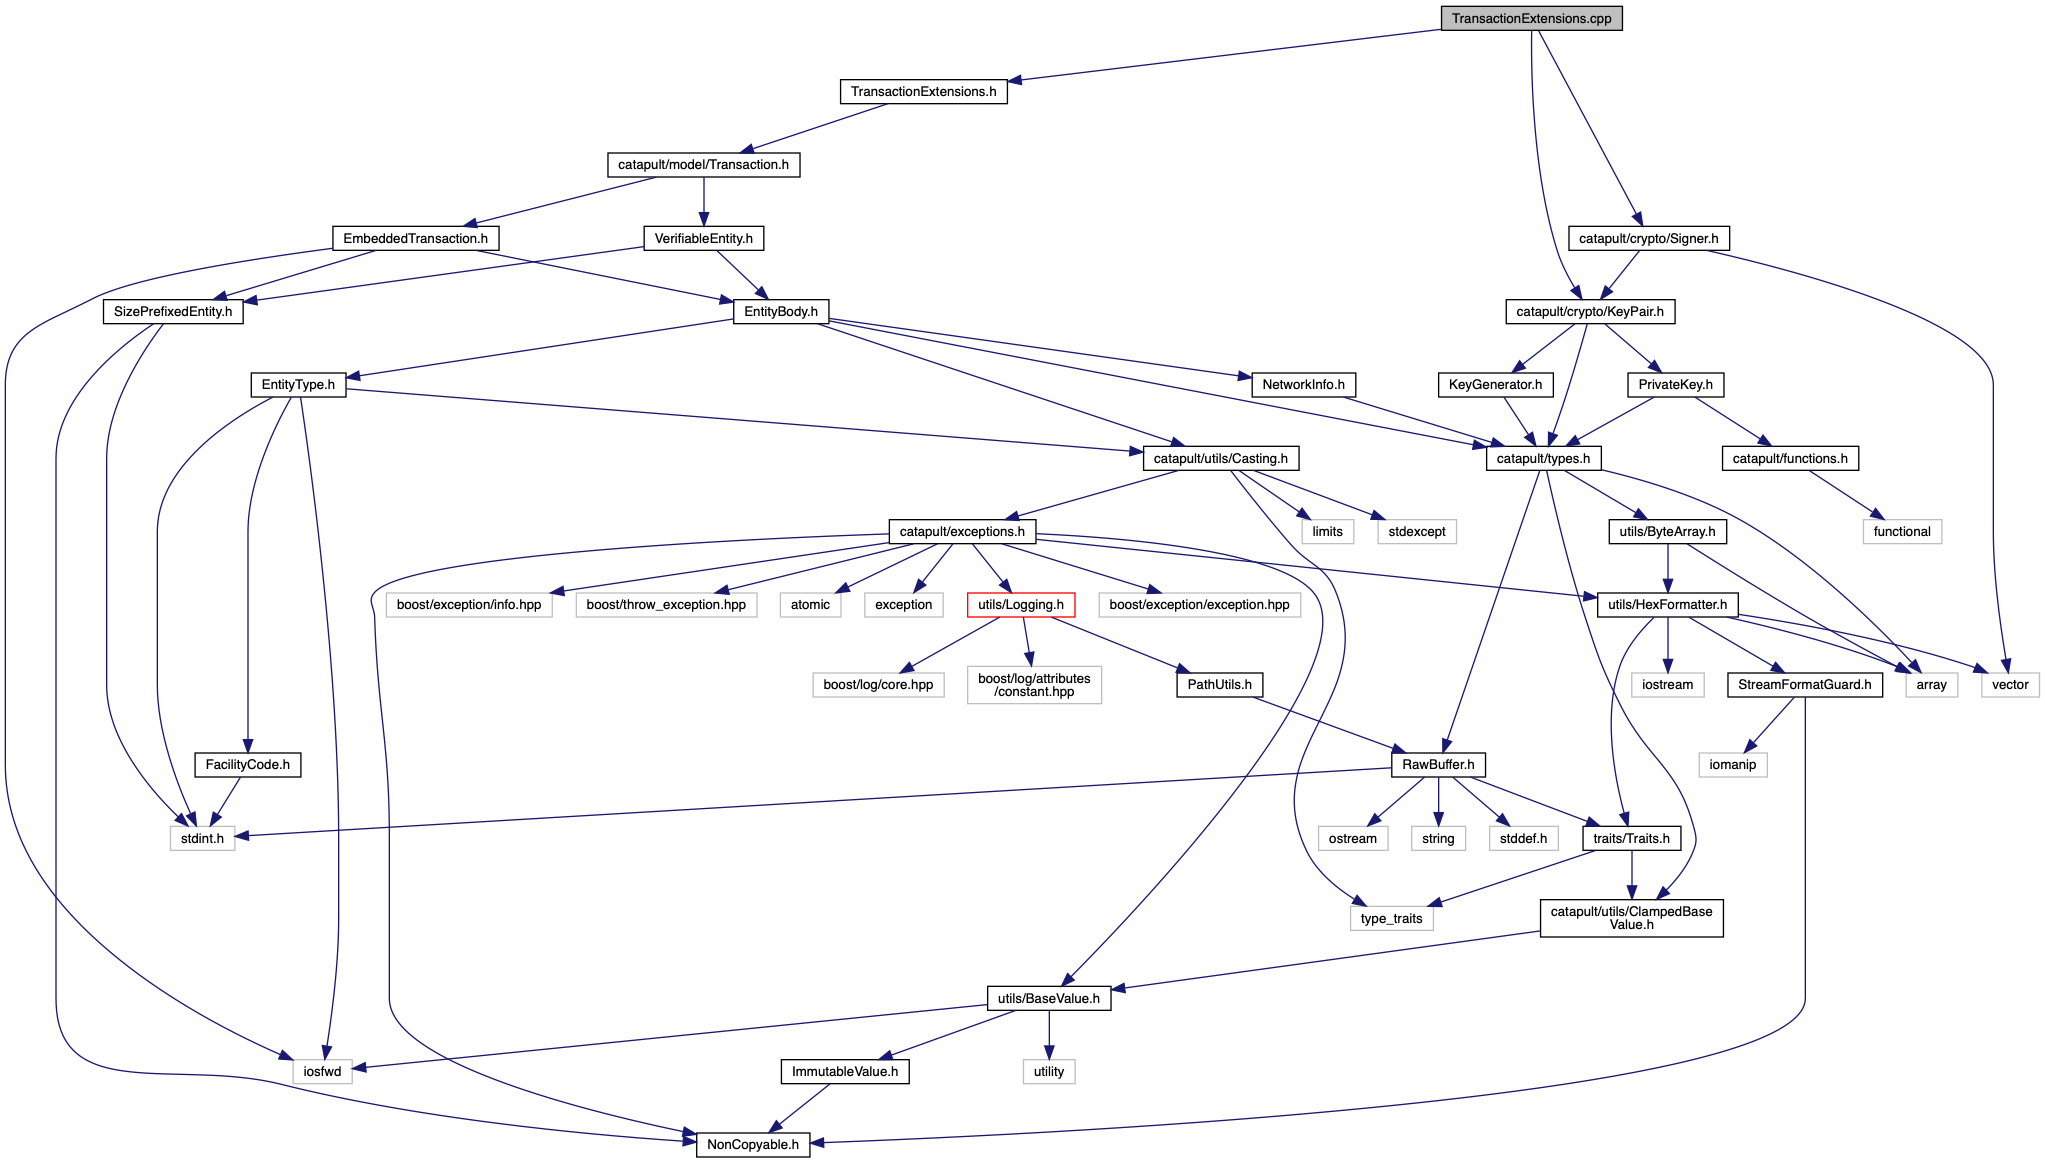 TransactionExtensions.cpp
TransactionExtensions.h
catapult/model/Transaction.h
EmbeddedTransaction.h
VerifiableEntity.h
catapult/crypto/Signer.h
SizePrefixedEntity.h
EntityBody.h
catapult/crypto/KeyPair.h
EntityType.h
NetworkInfo.h
KeyGenerator.h
PrivateKey.h
catapult/utils/Casting.h
catapult/types.h
catapult/functions.h
catapult/exceptions.h
limits
stdexcept
utils/ByteArray.h
functional
boost/exception/info.hpp
boost/throw_exception.hpp
atomic
exception
utils/Logging.h
boost/exception/exception.hpp
utils/HexFormatter.h
boost/log/core.hpp
boost/log/attributes
/constant.hpp
PathUtils.h
iostream
StreamFormatGuard.h
array
vector
FacilityCode.h
RawBuffer.h
iomanip
stdint.h
ostream
string
stddef.h
traits/Traits.h
type_traits
catapult/utils/ClampedBase
Value.h
utils/BaseValue.h
iosfwd
ImmutableValue.h
utility
NonCopyable.h